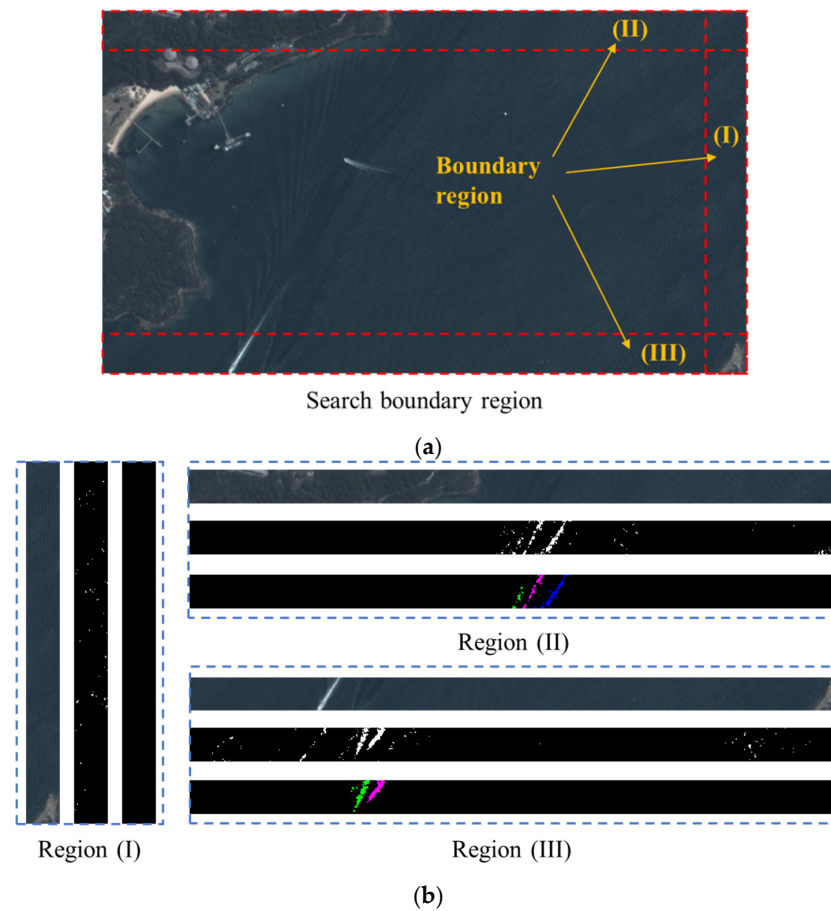 (II)
(I)
Boundary
region
(III)
Search boundary region
(a)
Region (II)
Region (I)
Region (III)
(b)